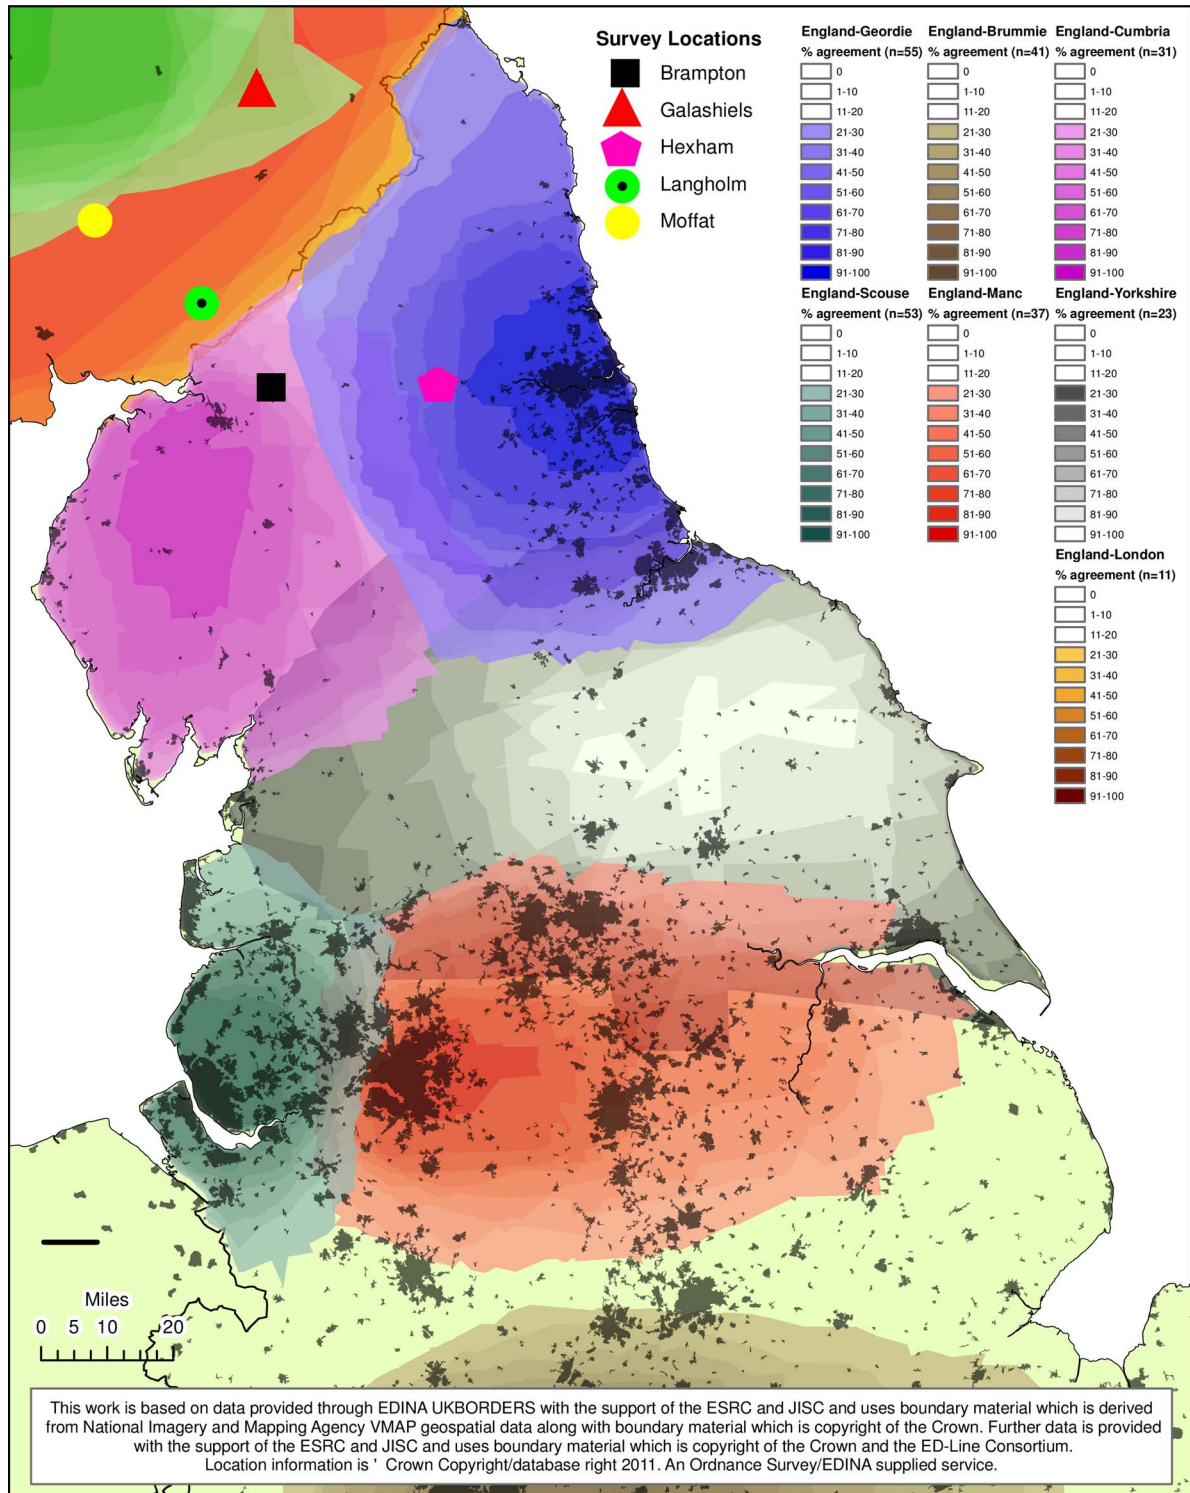 Survey Locations
Brampton
Galashiels
Hexham
Langholm
Moffat
England-Geordie
% agreement (n=55)
0
1-10
11-20
21-30
31-40
41-50
51-60
61-70
71-80
81-90
91-100
England-Brummie
% agreement (n=41)
0
1-10
11-20
21-30
31-40
41-50
51-60
61-70
71-80
81-90
91-100
England-Cumbria
% agreement (n=31)
0
1-10
11-20
21-30
31-40
41-50
51-60
61-70
71-80
81-90
91-100
England-Scouse
% agreement (n=53)
0
1-10
11-20
21-30
31-40
41-50
51-60
61-70
71-80
81-90
91-100
England-Manc
% agreement (n=37)
0
1-10
11-20
21-30
31-40
41-50
51-60
61-70
71-80
81-90
91-100
England-Yorkshire
% agreement (n=23)
0
1-10
11-20
21-30
31-40
41-50
51-60
61-70
71-80
81-90
91-100
England-London
% agreement (n=11)
0
1-10
11-20
21-30
31-40
41-50
51-60
61-70
71-80
81-90
91-100
Miles
0 5 10 20
This work is based on data provided through EDINA UKBORDERS with the support of the ESRC and JISC and uses boundary material which is derived
from National Imagery and Mapping Agency VMAP geospatial data along with boundary material which is copyright of the Crown. Further data is provided
with the support of the ESRC and JISC and uses boundary material which is copyright of the Crown and the ED-Line Consortium.
Location information is ' Crown Copyright/database right 2011. An Ordnance Survey/EDINA supplied service.